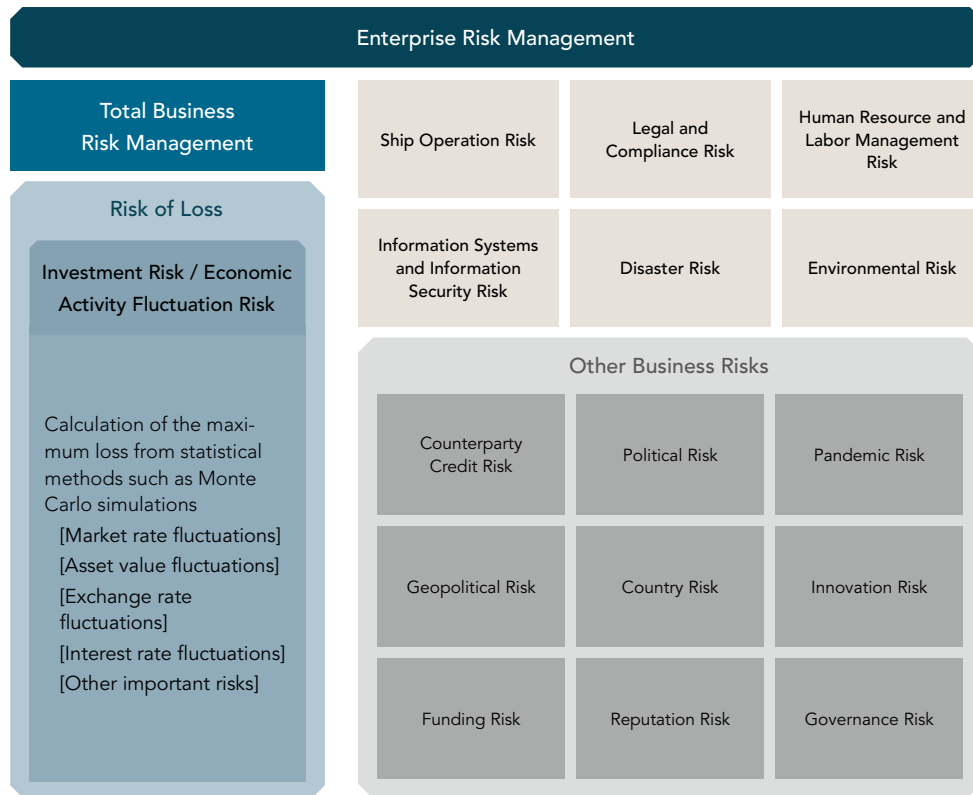 Enterprise Risk Management
Total Business
Risk Management
Risk of Loss
Investment Risk / Economic
Activity Fluctuation Risk
Calculation of the maxi-
mum loss from statistical
methods such as Monte
Carlo simulations
[Market rate fluctuations]
[Asset value fluctuations]
[Exchange rate
fluctuations]
[Interest rate fluctuations]
[Other important risks]
Ship Operation Risk
Legal and
Compliance Risk
Human Resource and
Labor Management
Risk
Information Systems
and Information
Security Risk
Disaster Risk
Environmental Risk
Other Business Risks
Counterparty
Credit Risk
Political Risk
Pandemic Risk
Geopolitical Risk
Country Risk
Innovation Risk
Funding Risk
Reputation Risk
Governance Risk